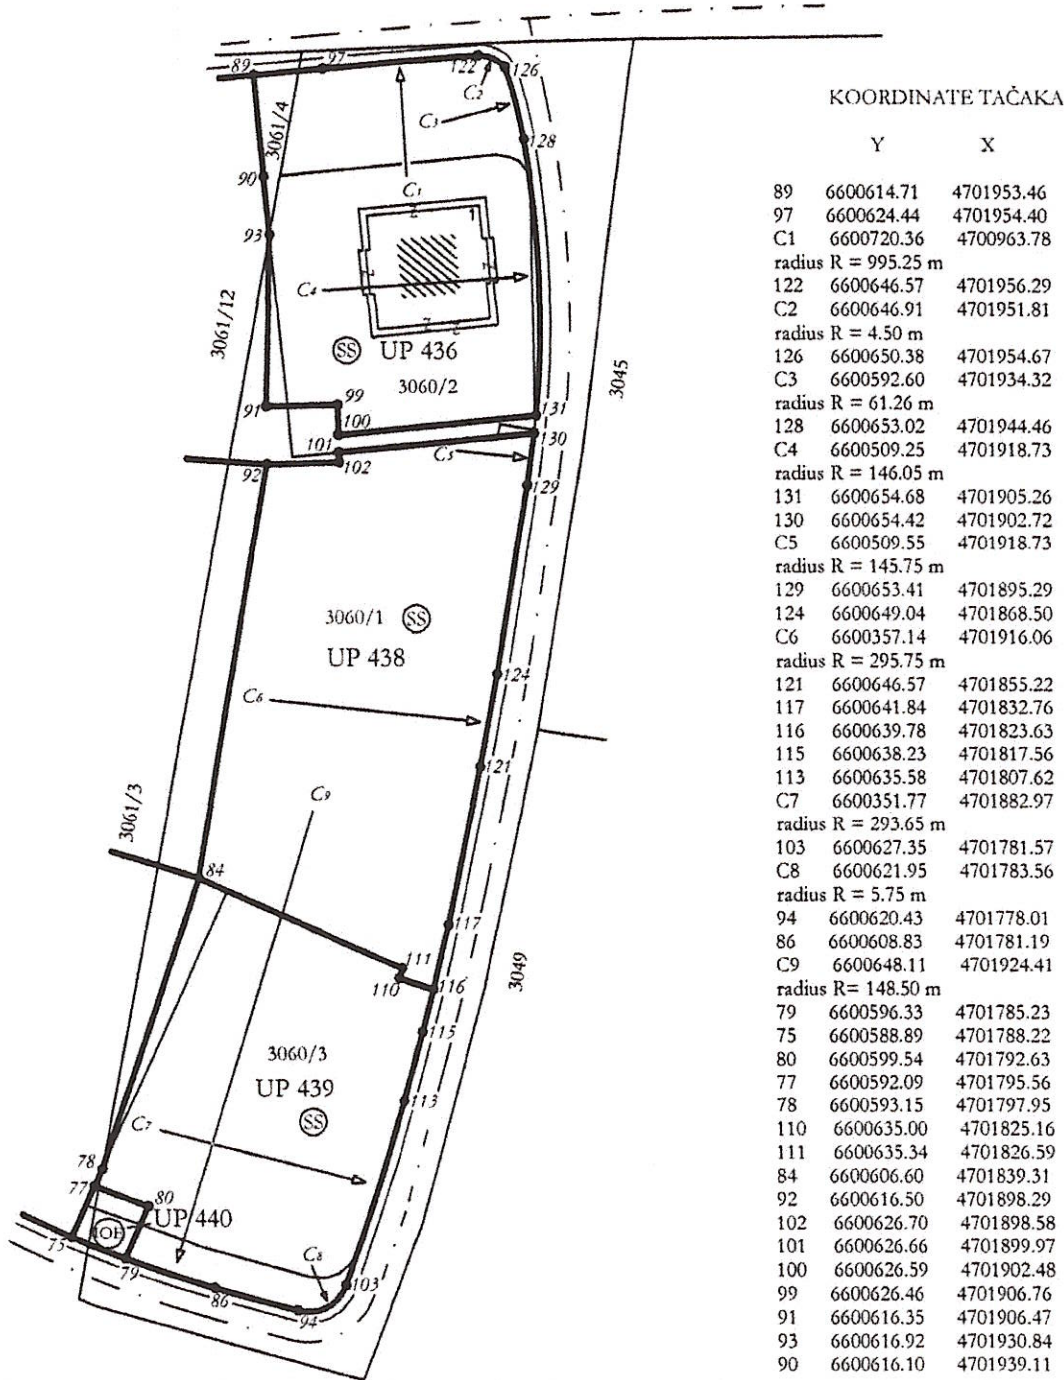 KOORDINATE TAČAKA
Y X
89 6600614.71 4701953.46
97 6600624.44 4701954.40
C1 6600720.36 4700963.78
radius R = 995.25 m
122 6600646.57 4701956.29
C2 6600646.91 4701951.81
radius R = 4.50 m
126 6600650.38 4701954.67
C3 6600592.60 4701934.32
radius R = 61.26 m
128 6600653.02 4701944.46
C4 6600509.25 4701918.73
radius R = 146.05 m
131 6600654.68 4701905.26
130 6600654.42 4701902.72
C5 6600509.55 4701918.73
radius R = 145.75 m
129 6600653.41 4701895.29
124 6600649.04 4701868.50
C6 6600357.14 4701916.06
radius R = 295.75 m
121 6600646.57 4701855.22
117 6600641.84 4701832.76
116 6600639.78 4701823.63
115 6600638.23 4701817.56
113 6600635.58 4701807.62
C7 6600351.77 4701882.97
radius R = 293.65 m
103 6600627.35 4701781.57
C8 6600621.95 4701783.56
radius R = 5.75 m
94 6600620.43 4701778.01
86 6600608.83 4701781.19
C9 6600648.11 4701924.41
radius R= 148.50 m
79 6600596.33 4701785.23
75 6600588.89 4701788.22
80 6600599.54 4701792.63
77 6600592.09 4701795.56
78 6600593.15 4701797.95
110 6600635.00 4701825.16
111 6600635.34 4701826.59
84 6600606.60 4701839.31
92 6600616.50 4701898.29
102 6600626.70 4701898.58
101 6600626.66 4701899.97
100 6600626.59 4701902.48
99 6600626.46 4701906.76
91 6600616.35 4701906.47
93 6600616.92 4701930.84
90 6600616.10 4701939.11
89
97
122
126
C2
C3
128
3061/4
90
C1
1
93
C4
3061/12
SS UP 436
3060/2
3045
91
99
100
131
101
130
102
C5
92
129
3060/1 SS
UP 438
124
C6
121
C9
3061/3
84
117
111
110
116
3049
115
3060/3
UP 439
SS
113
C7
78
77
80
UP 440
75
79
C8
103
86
94